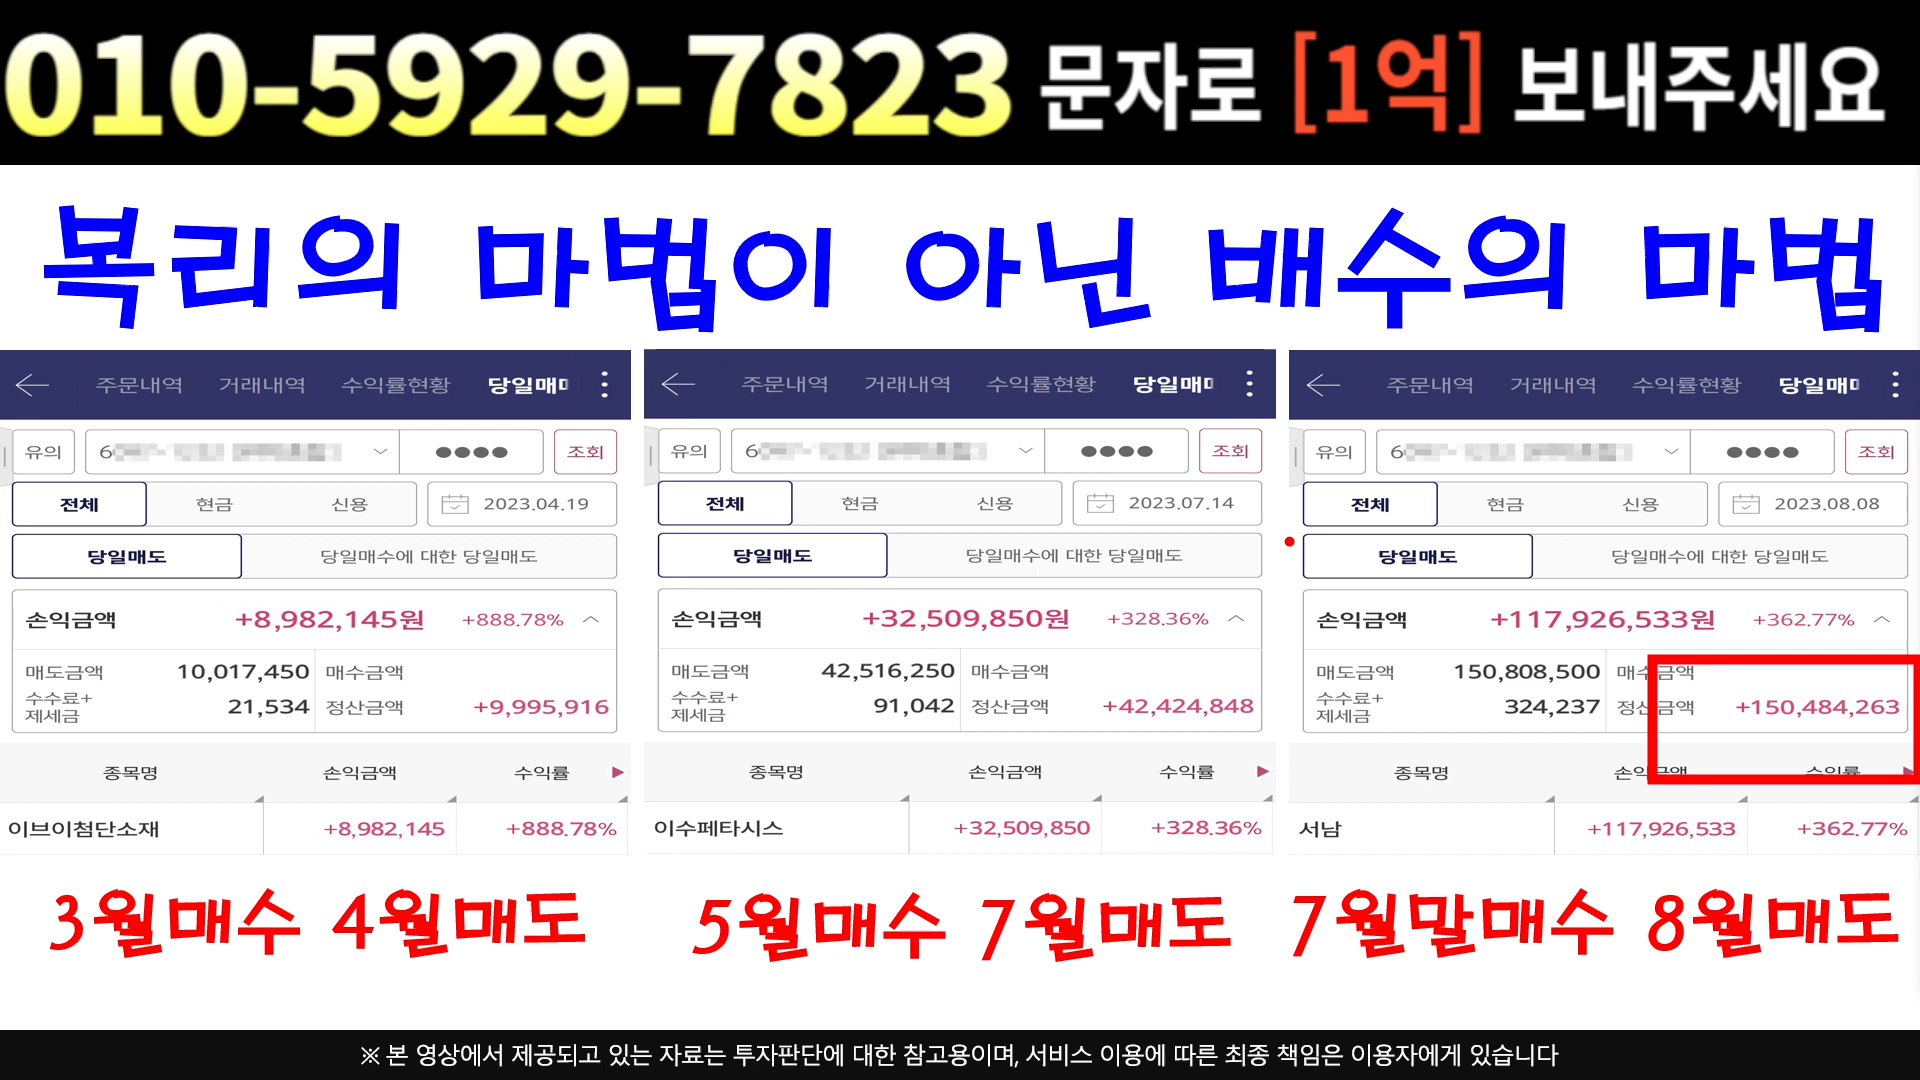 010-5929-7823 문자로 [1억] 보내주세요
복리의 마법이 아닌 배수의 마법
주문내역 거래내역 수익률현황 당일매
유의 6 ●●●● 조회
전체 현금 신용 2023.04.19
당일매도 당일매수에 대한 당일매도
손익금액 +8,982,145원 +888.78%
매도금액 10,017,450 매수금액
수수료+
제세금 21,534 정산금액 +9,995,916
종목명 손익금액 수익률
이브이첨단소재 +8,982,145 +888.78%
3월매수 4월매도
주문내역 거래내역 수익률현황 당일매
유의 6 ●●●● 조회
전체 현금 신용 2023.07.14
당일매도 당일매수에 대한 당일매도
손익금액 +32,509,850원 +328.36%
매도금액 42,516,250 매수금액
수수료+
제세금 91,042 정산금액 +42,424,848
종목명 손익금액 수익률
이수페타시스 +32,509,850 +328.36%
5월매수 7월매도
주문내역 거래내역 수익률현황 당일매
유의 6 ●●●● 조회
전체 현금 신용 2023.08.08
당일매도 당일매수에 대한 당일매도
손익금액 +117,926,533원 +362.77%
매도금액 150,808,500 매수금액
수수료+
제세금 324,237 정산금액 +150,484,263
종목명 손익금액 수익률
서남 +117,926,533 +362.77%
7월말매수 8월매도
※ 본 영상에서 제공되고 있는 자료는 투자판단에 대한 참고용이며, 서비스 이용에 따른 최종 책임은 이용자에게 있습니다